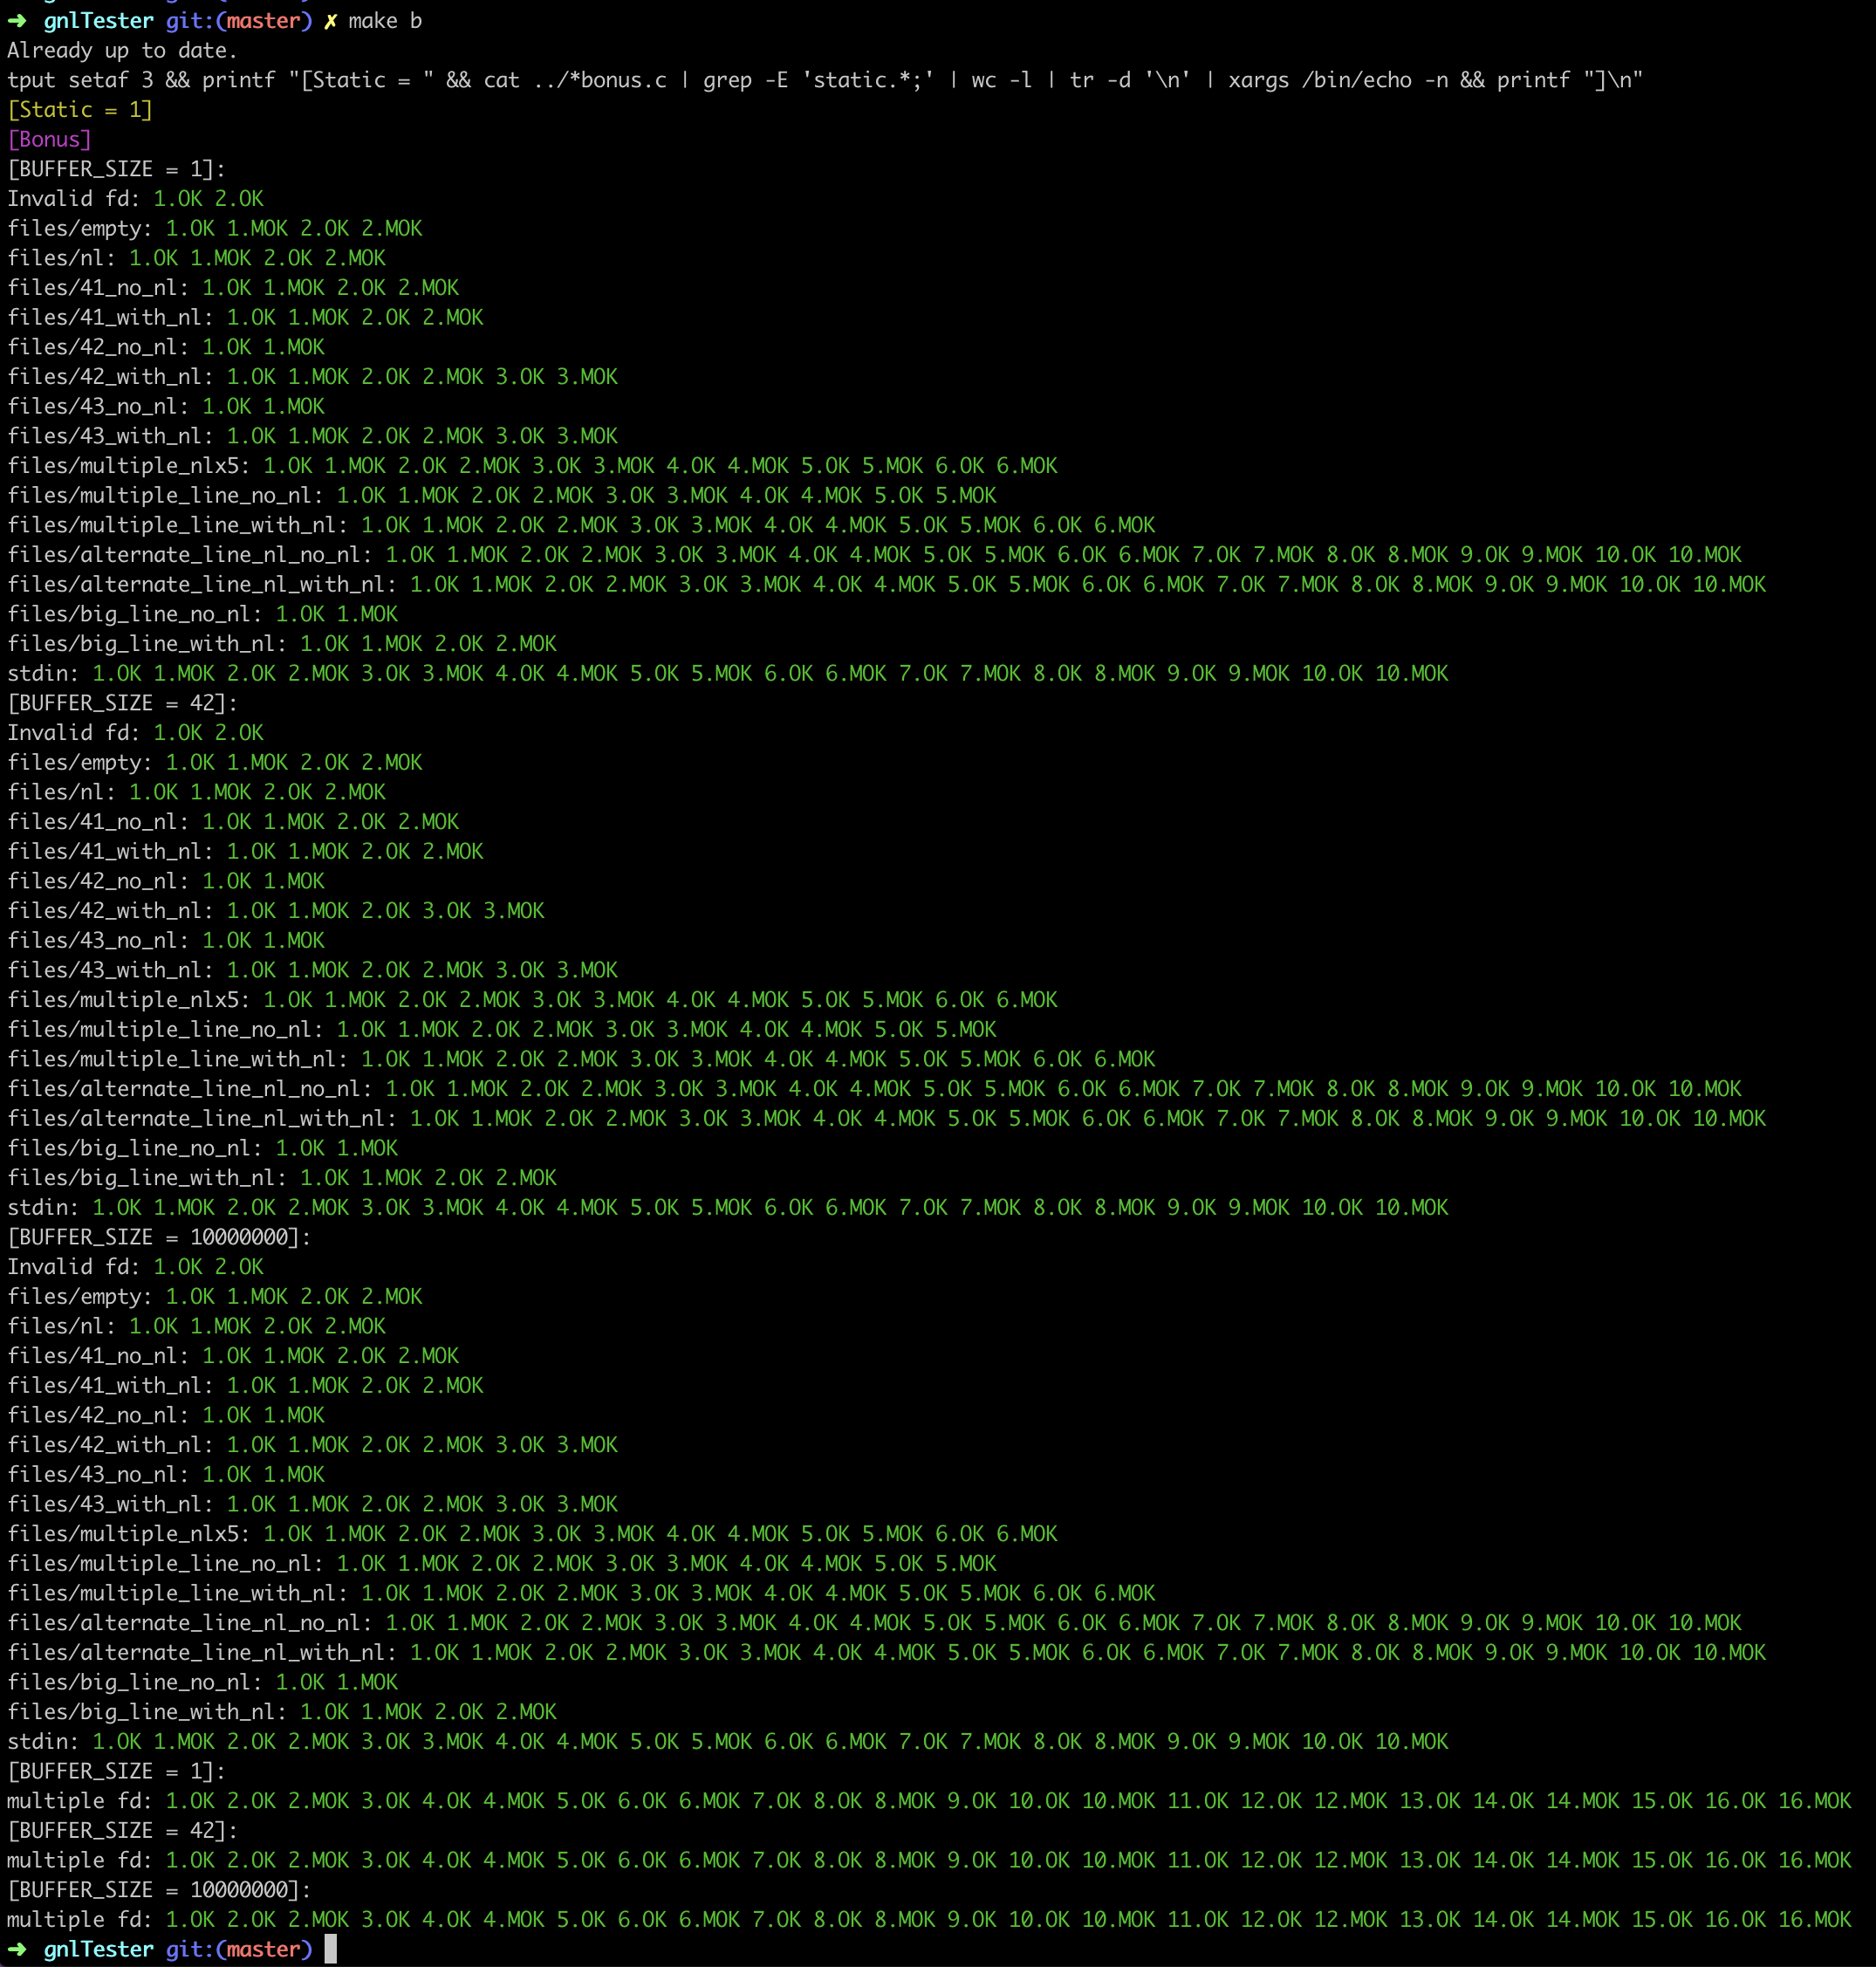 ➜ gnlTester git:(master) ✗ make b
Already up to date.
tput setaf 3 && printf "[Static = " && cat ../*bonus.c | grep -E 'static.*;' | wc -l | tr -d '\n' | xargs /bin/echo -n && printf "]\n"
[Static = 1]
[Bonus]
[BUFFER_SIZE = 1]:
Invalid fd: 1.OK 2.OK
files/empty: 1.OK 1.MOK 2.OK 2.MOK
files/nl: 1.OK 1.MOK 2.OK 2.MOK
files/41_no_nl: 1.OK 1.MOK 2.OK 2.MOK
files/41_with_nl: 1.OK 1.MOK 2.OK 2.MOK
files/42_no_nl: 1.OK 1.MOK
files/42_with_nl: 1.OK 1.MOK 2.OK 2.MOK 3.OK 3.MOK
files/43_no_nl: 1.OK 1.MOK
files/43_with_nl: 1.OK 1.MOK 2.OK 2.MOK 3.OK 3.MOK
files/multiple_nlx5: 1.OK 1.MOK 2.OK 2.MOK 3.OK 3.MOK 4.OK 4.MOK 5.OK 5.MOK 6.OK 6.MOK
files/multiple_line_no_nl: 1.OK 1.MOK 2.OK 2.MOK 3.OK 3.MOK 4.OK 4.MOK 5.OK 5.MOK
files/multiple_line_with_nl: 1.OK 1.MOK 2.OK 2.MOK 3.OK 3.MOK 4.OK 4.MOK 5.OK 5.MOK 6.OK 6.MOK
files/alternate_line_nl_no_nl: 1.OK 1.MOK 2.OK 2.MOK 3.OK 3.MOK 4.OK 4.MOK 5.OK 5.MOK 6.OK 6.MOK 7.OK 7.MOK 8.OK 8.MOK 9.OK 9.MOK 10.OK 10.MOK
files/alternate_line_nl_with_nl: 1.OK 1.MOK 2.OK 2.MOK 3.OK 3.MOK 4.OK 4.MOK 5.OK 5.MOK 6.OK 6.MOK 7.OK 7.MOK 8.OK 8.MOK 9.OK 9.MOK 10.OK 10.MOK
files/big_line_no_nl: 1.OK 1.MOK
files/big_line_with_nl: 1.OK 1.MOK 2.OK 2.MOK
stdin: 1.OK 1.MOK 2.OK 2.MOK 3.OK 3.MOK 4.OK 4.MOK 5.OK 5.MOK 6.OK 6.MOK 7.OK 7.MOK 8.OK 8.MOK 9.OK 9.MOK 10.OK 10.MOK
[BUFFER_SIZE = 42]:
Invalid fd: 1.OK 2.OK
files/empty: 1.OK 1.MOK 2.OK 2.MOK
files/nl: 1.OK 1.MOK 2.OK 2.MOK
files/41_no_nl: 1.OK 1.MOK 2.OK 2.MOK
files/41_with_nl: 1.OK 1.MOK 2.OK 2.MOK
files/42_no_nl: 1.OK 1.MOK
files/42_with_nl: 1.OK 1.MOK 2.OK 3.OK 3.MOK
files/43_no_nl: 1.OK 1.MOK
files/43_with_nl: 1.OK 1.MOK 2.OK 2.MOK 3.OK 3.MOK
files/multiple_nlx5: 1.OK 1.MOK 2.OK 2.MOK 3.OK 3.MOK 4.OK 4.MOK 5.OK 5.MOK 6.OK 6.MOK
files/multiple_line_no_nl: 1.OK 1.MOK 2.OK 2.MOK 3.OK 3.MOK 4.OK 4.MOK 5.OK 5.MOK
files/multiple_line_with_nl: 1.OK 1.MOK 2.OK 2.MOK 3.OK 3.MOK 4.OK 4.MOK 5.OK 5.MOK 6.OK 6.MOK
files/alternate_line_nl_no_nl: 1.OK 1.MOK 2.OK 2.MOK 3.OK 3.MOK 4.OK 4.MOK 5.OK 5.MOK 6.OK 6.MOK 7.OK 7.MOK 8.OK 8.MOK 9.OK 9.MOK 10.OK 10.MOK
files/alternate_line_nl_with_nl: 1.OK 1.MOK 2.OK 2.MOK 3.OK 3.MOK 4.OK 4.MOK 5.OK 5.MOK 6.OK 6.MOK 7.OK 7.MOK 8.OK 8.MOK 9.OK 9.MOK 10.OK 10.MOK
files/big_line_no_nl: 1.OK 1.MOK
files/big_line_with_nl: 1.OK 1.MOK 2.OK 2.MOK
stdin: 1.OK 1.MOK 2.OK 2.MOK 3.OK 3.MOK 4.OK 4.MOK 5.OK 5.MOK 6.OK 6.MOK 7.OK 7.MOK 8.OK 8.MOK 9.OK 9.MOK 10.OK 10.MOK
[BUFFER_SIZE = 10000000]:
Invalid fd: 1.OK 2.OK
files/empty: 1.OK 1.MOK 2.OK 2.MOK
files/nl: 1.OK 1.MOK 2.OK 2.MOK
files/41_no_nl: 1.OK 1.MOK 2.OK 2.MOK
files/41_with_nl: 1.OK 1.MOK 2.OK 2.MOK
files/42_no_nl: 1.OK 1.MOK
files/42_with_nl: 1.OK 1.MOK 2.OK 2.MOK 3.OK 3.MOK
files/43_no_nl: 1.OK 1.MOK
files/43_with_nl: 1.OK 1.MOK 2.OK 2.MOK 3.OK 3.MOK
files/multiple_nlx5: 1.OK 1.MOK 2.OK 2.MOK 3.OK 3.MOK 4.OK 4.MOK 5.OK 5.MOK 6.OK 6.MOK
files/multiple_line_no_nl: 1.OK 1.MOK 2.OK 2.MOK 3.OK 3.MOK 4.OK 4.MOK 5.OK 5.MOK
files/multiple_line_with_nl: 1.OK 1.MOK 2.OK 2.MOK 3.OK 3.MOK 4.OK 4.MOK 5.OK 5.MOK 6.OK 6.MOK
files/alternate_line_nl_no_nl: 1.OK 1.MOK 2.OK 2.MOK 3.OK 3.MOK 4.OK 4.MOK 5.OK 5.MOK 6.OK 6.MOK 7.OK 7.MOK 8.OK 8.MOK 9.OK 9.MOK 10.OK 10.MOK
files/alternate_line_nl_with_nl: 1.OK 1.MOK 2.OK 2.MOK 3.OK 3.MOK 4.OK 4.MOK 5.OK 5.MOK 6.OK 6.MOK 7.OK 7.MOK 8.OK 8.MOK 9.OK 9.MOK 10.OK 10.MOK
files/big_line_no_nl: 1.OK 1.MOK
files/big_line_with_nl: 1.OK 1.MOK 2.OK 2.MOK
stdin: 1.OK 1.MOK 2.OK 2.MOK 3.OK 3.MOK 4.OK 4.MOK 5.OK 5.MOK 6.OK 6.MOK 7.OK 7.MOK 8.OK 8.MOK 9.OK 9.MOK 10.OK 10.MOK
[BUFFER_SIZE = 1]:
multiple fd: 1.OK 2.OK 2.MOK 3.OK 4.OK 4.MOK 5.OK 6.OK 6.MOK 7.OK 8.OK 8.MOK 9.OK 10.OK 10.MOK 11.OK 12.OK 12.MOK 13.OK 14.OK 14.MOK 15.OK 16.OK 16.MOK
[BUFFER_SIZE = 42]:
multiple fd: 1.OK 2.OK 2.MOK 3.OK 4.OK 4.MOK 5.OK 6.OK 6.MOK 7.OK 8.OK 8.MOK 9.OK 10.OK 10.MOK 11.OK 12.OK 12.MOK 13.OK 14.OK 14.MOK 15.OK 16.OK 16.MOK
[BUFFER_SIZE = 10000000]:
multiple fd: 1.OK 2.OK 2.MOK 3.OK 4.OK 4.MOK 5.OK 6.OK 6.MOK 7.OK 8.OK 8.MOK 9.OK 10.OK 10.MOK 11.OK 12.OK 12.MOK 13.OK 14.OK 14.MOK 15.OK 16.OK 16.MOK
➜ gnlTester git:(master)